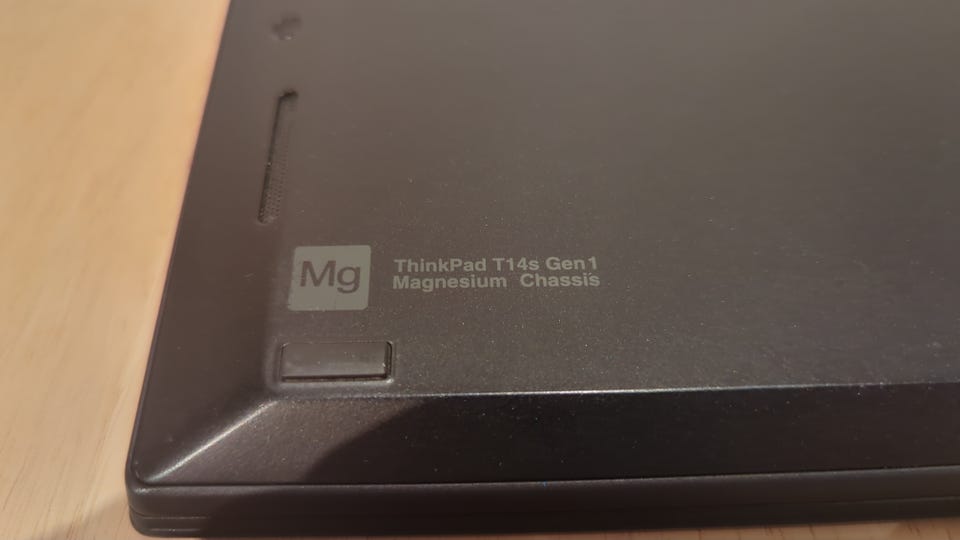 Mg
ThinkPad T14s Gen1
Magnesium Chassis